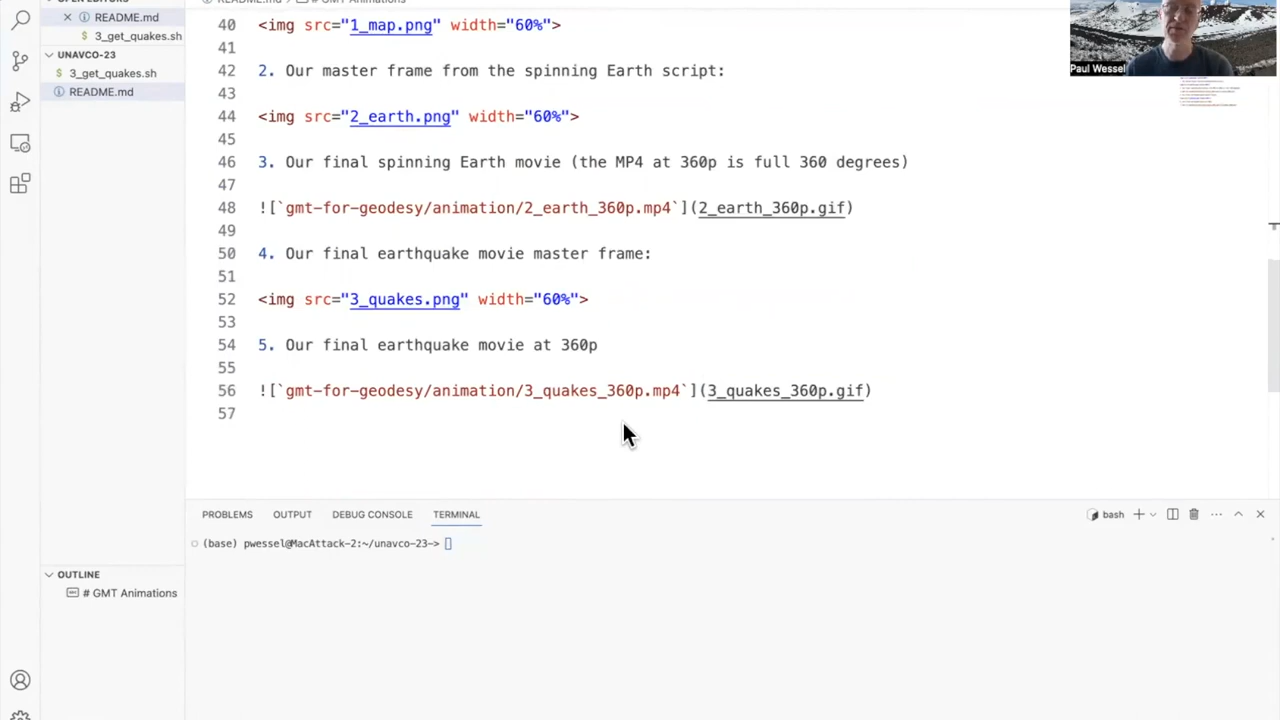 README.md
3_get_quakes.sh
UNAVCO-23
3_get_quakes.sh
README.md
40 <img src="1_map.png" width="60%">
41
42 2. Our master frame from the spinning Earth script:
43
44 <img src="2_earth.png" width="60%">
45
46 3. Our final spinning Earth movie (the MP4 at 360p is full 360 degrees)
47
48 ![`gmt-for-geodesy/animation/2_earth_360p.mp4`](2_earth_360p.gif)
49
50 4. Our final earthquake movie master frame:
51
52 <img src="3_quakes.png" width="60%">
53
54 5. Our final earthquake movie at 360p
55
56 ![`gmt-for-geodesy/animation/3_quakes_360p.mp4`](3_quakes_360p.gif)
57
Paul Wessel
PROBLEMS OUTPUT DEBUG CONSOLE TERMINAL
bash
(base) pwessel@MacAttack-2:~/unavco-23->
OUTLINE
# GMT Animations